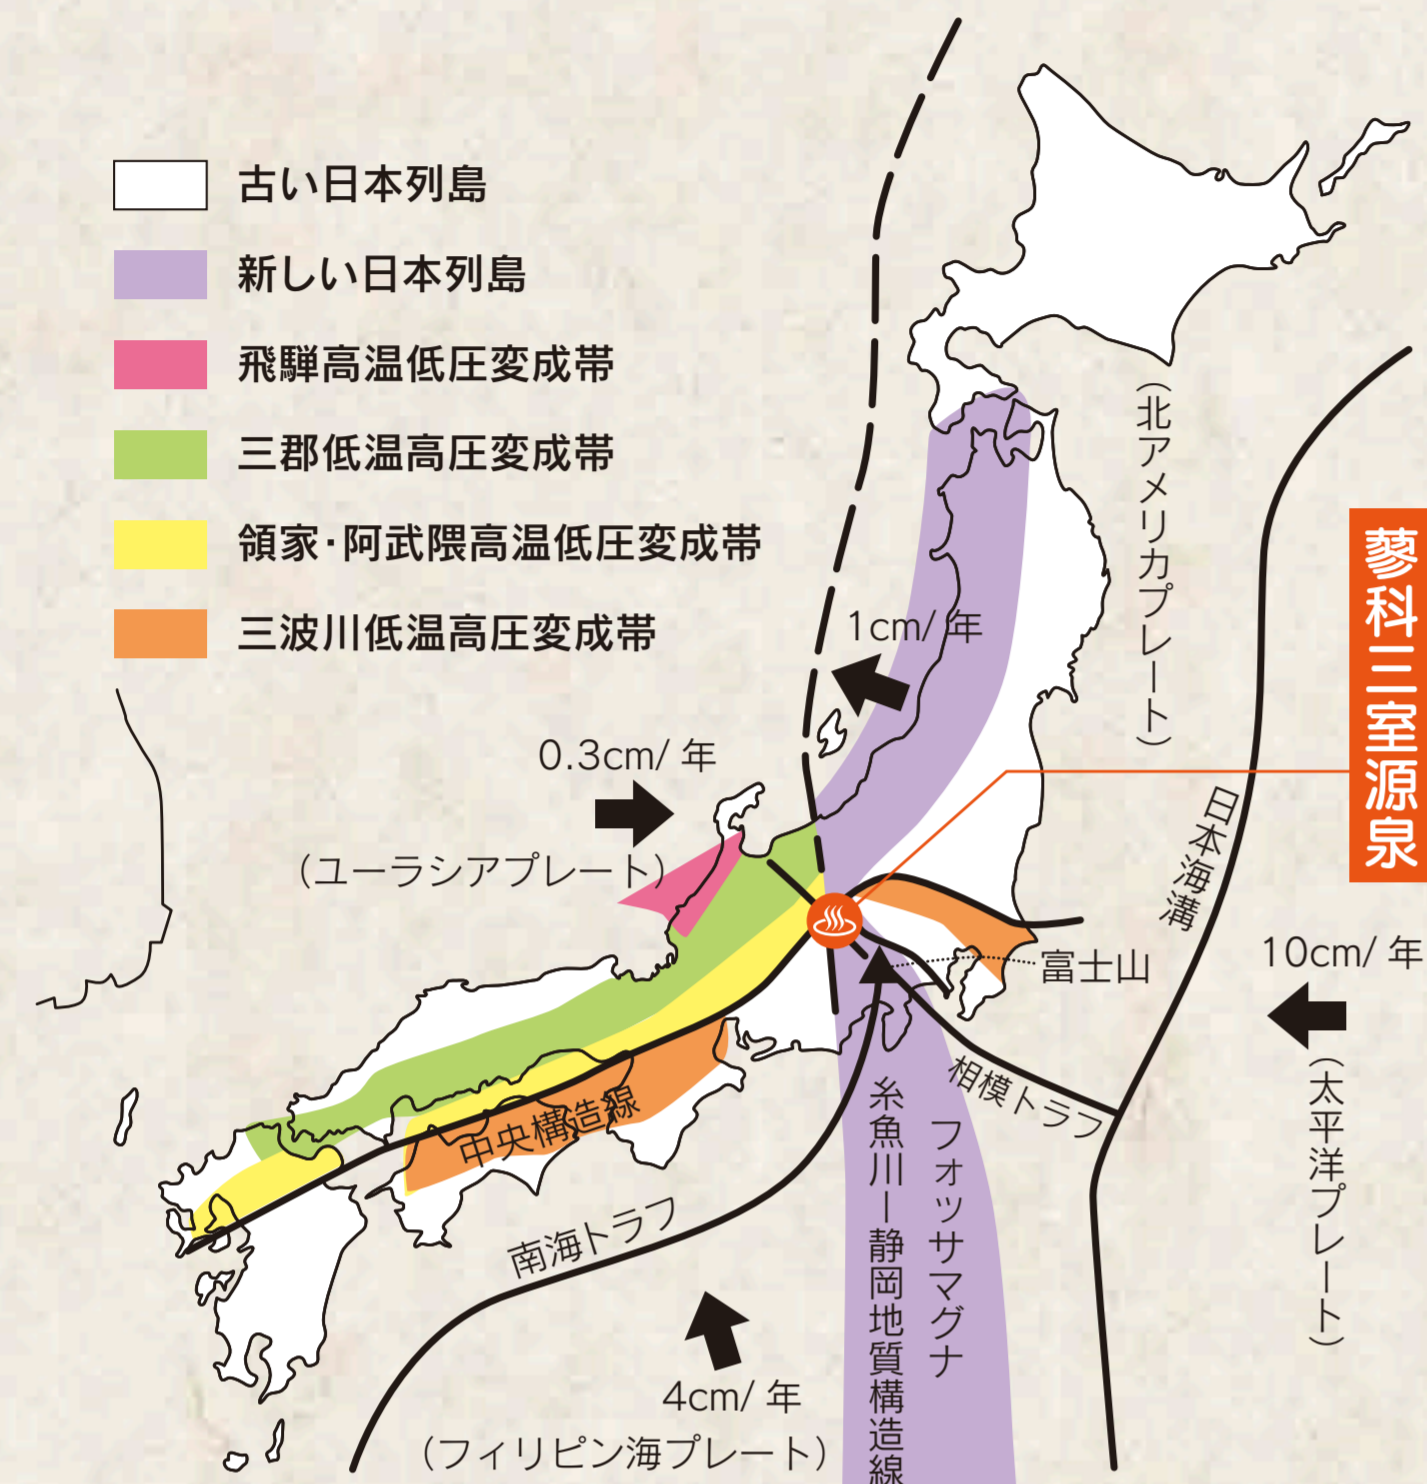 古い日本列島
新しい日本列島
飛騨高温低圧変成帯
三郡低温高圧変成帯
領家・阿武隈高温低圧変成帯
三波川低温高圧変成帯
（北アメリカプレート）
蓼科三室源泉
1cm/ 年
0.3cm/ 年
（ユーラシアプレート）
日本海溝
10cm/ 年
（太平洋プレート）
富士山
相模トラフ
中央構造線
フォッサマグナ
糸魚川ー静岡地質構造線
南海トラフ
4cm/ 年
（フィリピン海プレート）